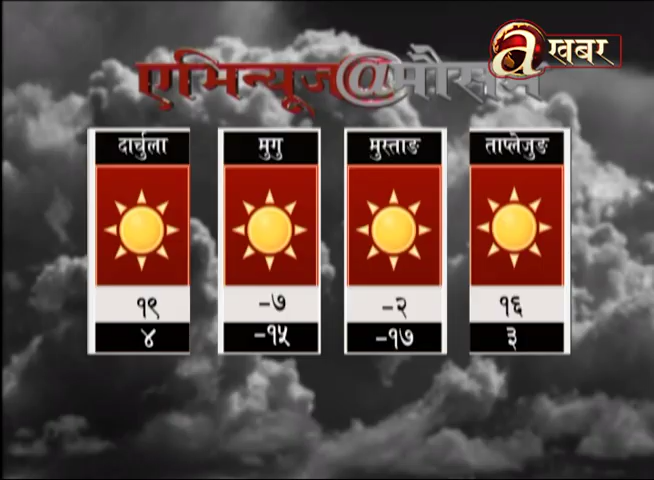 a खबर
एभिन्यूज@मौसम
दार्चुला
मुगु
मुस्ताङ
ताप्लेजुङ
१९
-७
-२
१६
४
-१५
-१७
३